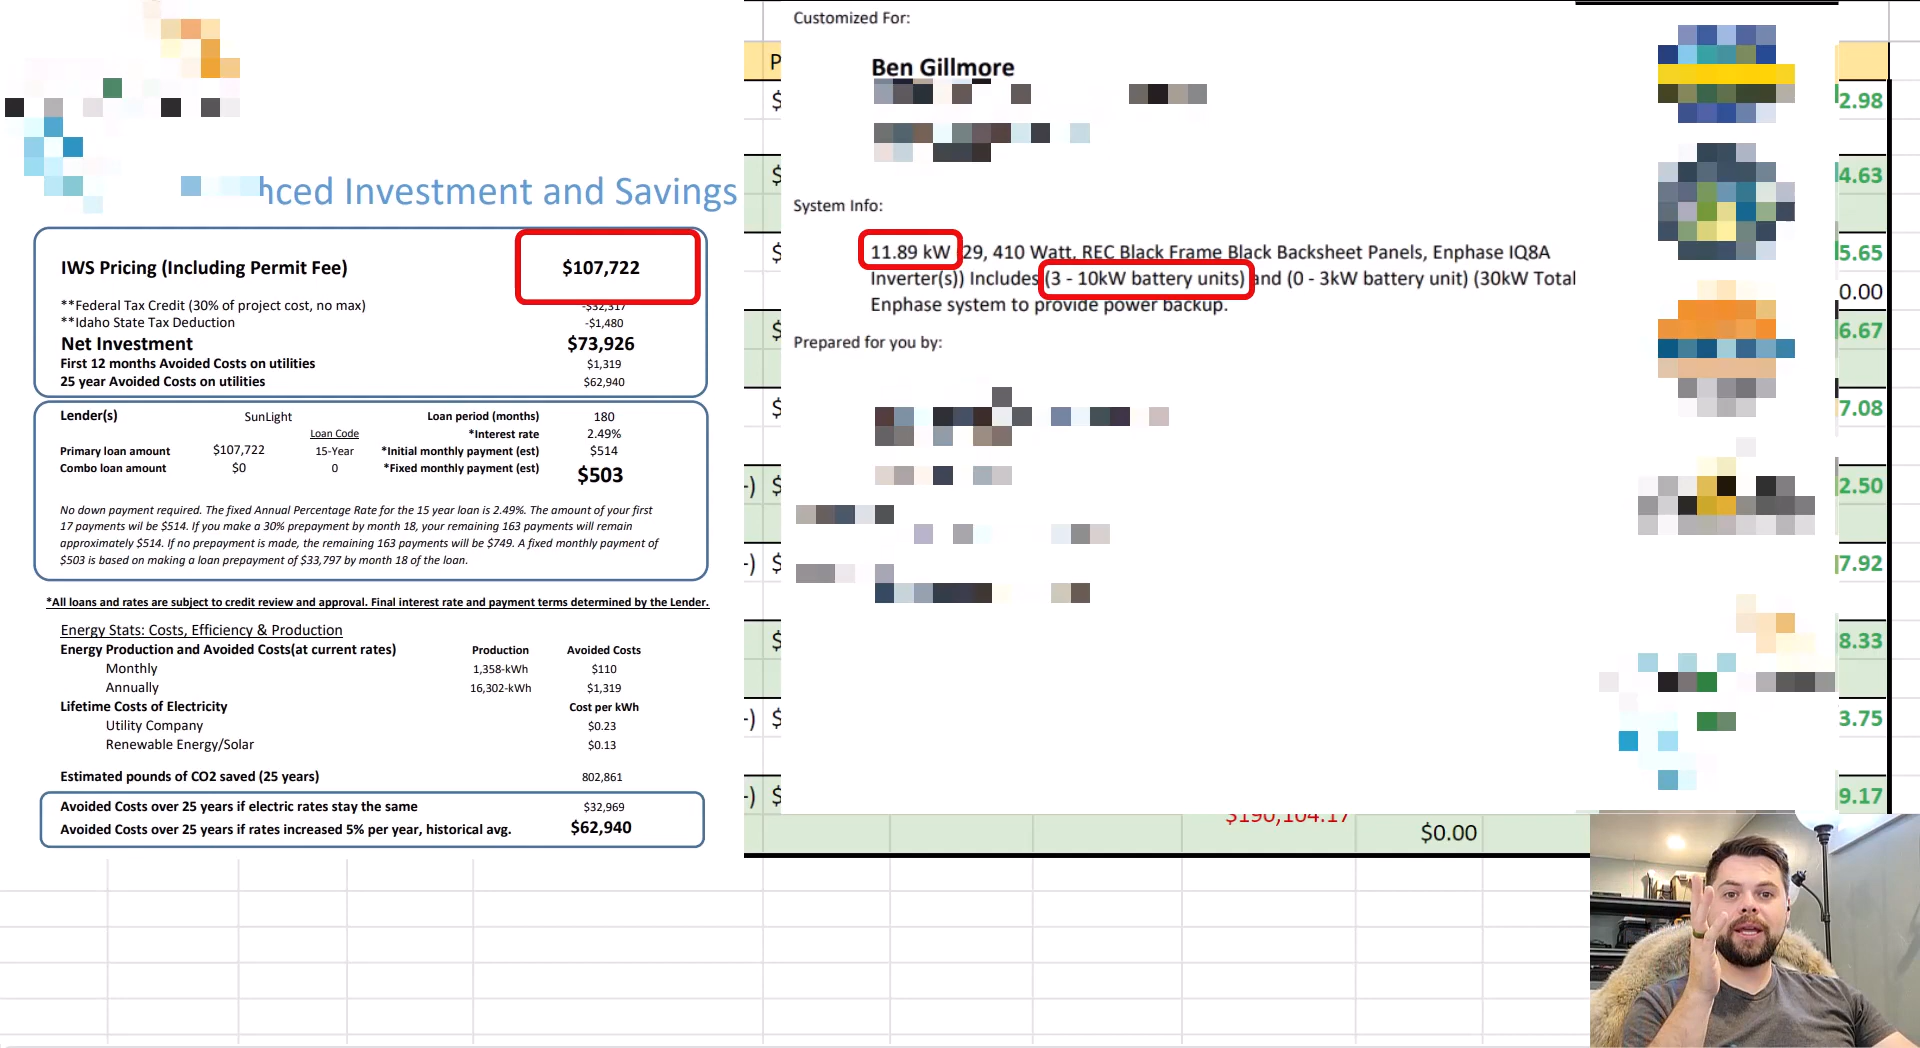 nced Investment and Savings
IWS Pricing (Including Permit Fee) $107,722
**Federal Tax Credit (30% of project cost, no max) -$32,317
**Idaho State Tax Deduction -$1,480
Net Investment $73,926
First 12 months Avoided Costs on utilities $1,319
25 year Avoided Costs on utilities $62,940
Lender(s) SunLight Loan period (months) 180
Loan Code *Interest rate 2.49%
Primary loan amount $107,722 15-Year *Initial monthly payment (est) $514
Combo loan amount $0 0 *Fixed monthly payment (est) $503
No down payment required. The fixed Annual Percentage Rate for the 15 year loan is 2.49%. The amount of your first
17 payments wil be $514. If you make a 30% prepayment by month 18, your remaining 163 payments will remain
approximately $514. If no prepayment is made, the remaining 163 payments will be $749. A fixed monthly payment of
$503 is based on making a loan prepayment of $33,797 by month 18 of the loan.
*All loans and rates are subject to credit review and approval. Final interest rate and payment terms determined by the Lender.
Energy Stats: Costs, Efficiency & Production
Energy Production and Avoided Costs(at current rates) Production Avoided Costs
Monthly 1,358-kWh $110
Annually 16,302-kWh $1,319
Lifetime Costs of Electricity Cost per kWh
Utility Company $0.23
Renewable Energy/Solar $0.13
Estimated pounds of CO2 saved (25 years) 802,861
Avoided Costs over 25 years if electric rates stay the same $32,969
Avoided Costs over 25 years if rates increased 5% per year, historical avg. $62,940
P
$
$
$
$
$
-) $
-) $
$
-) $
-) $
Customized For:
Ben Gillmore
System Info:
11.89 kW 29, 410 Watt, REC Black Frame Black Backsheet Panels, Enphase IQ8A
Inverter(s)) Includes (3 - 10kW battery units) and (0 - 3kW battery unit) (30kW Total
Enphase system to provide power backup.
Prepared for you by:
2.98
4.63
5.65
0.00
6.67
7.08
2.50
7.92
8.33
3.75
9.17
$190,104.17
$0.00